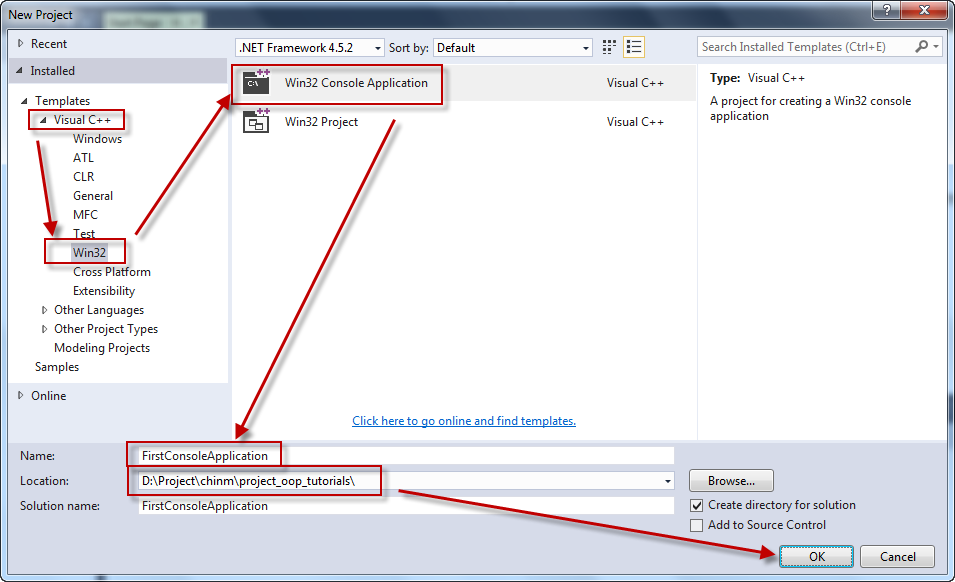 New Project
?
Recent
Installed
Templates
Visual C++
Windows
ATL
CLR
General
MFC
Test
Win32
Cross Platform
Extensibility
Other Languages
Other Project Types
Modeling Projects
Samples
Online
.NET Framework 4.5.2 Sort by: Default
C:\ Win32 Console Application Visual C++
Win32 Project Visual C++
Click here to go online and find templates.
Search Installed Templates (Ctrl+E)
Type: Visual C++
A project for creating a Win32 console
application
Name: FirstConsoleApplication
Location: D:\Project\chinm\project_oop_tutorials\
Browse...
Solution name: FirstConsoleApplication
Create directory for solution
Add to Source Control
OK Cancel